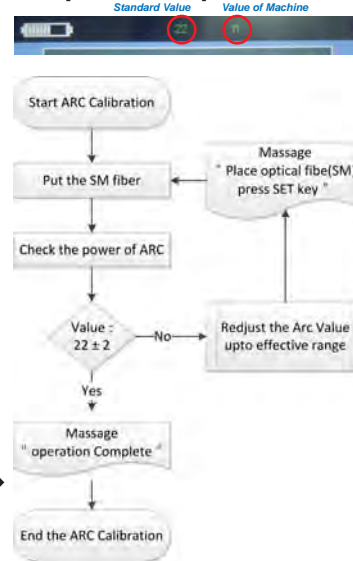 Standard Value Value of Machine
22
Start ARC Calibration
Put the SM fiber
Massage
" Place optical fibe(SM)
press SET key "
Check the power of ARC
Value :
22 ± 2
No
Redjust the Arc Value
upto effective range
Yes
Massage
" operation Complete "
End the ARC Calibration